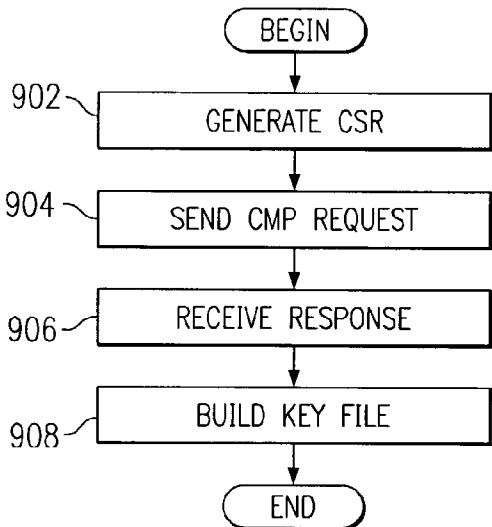 BEGIN
902
GENERATE CSR
904
SEND CMP REQUEST
906
RECEIVE RESPONSE
908
BUILD KEY FILE
END